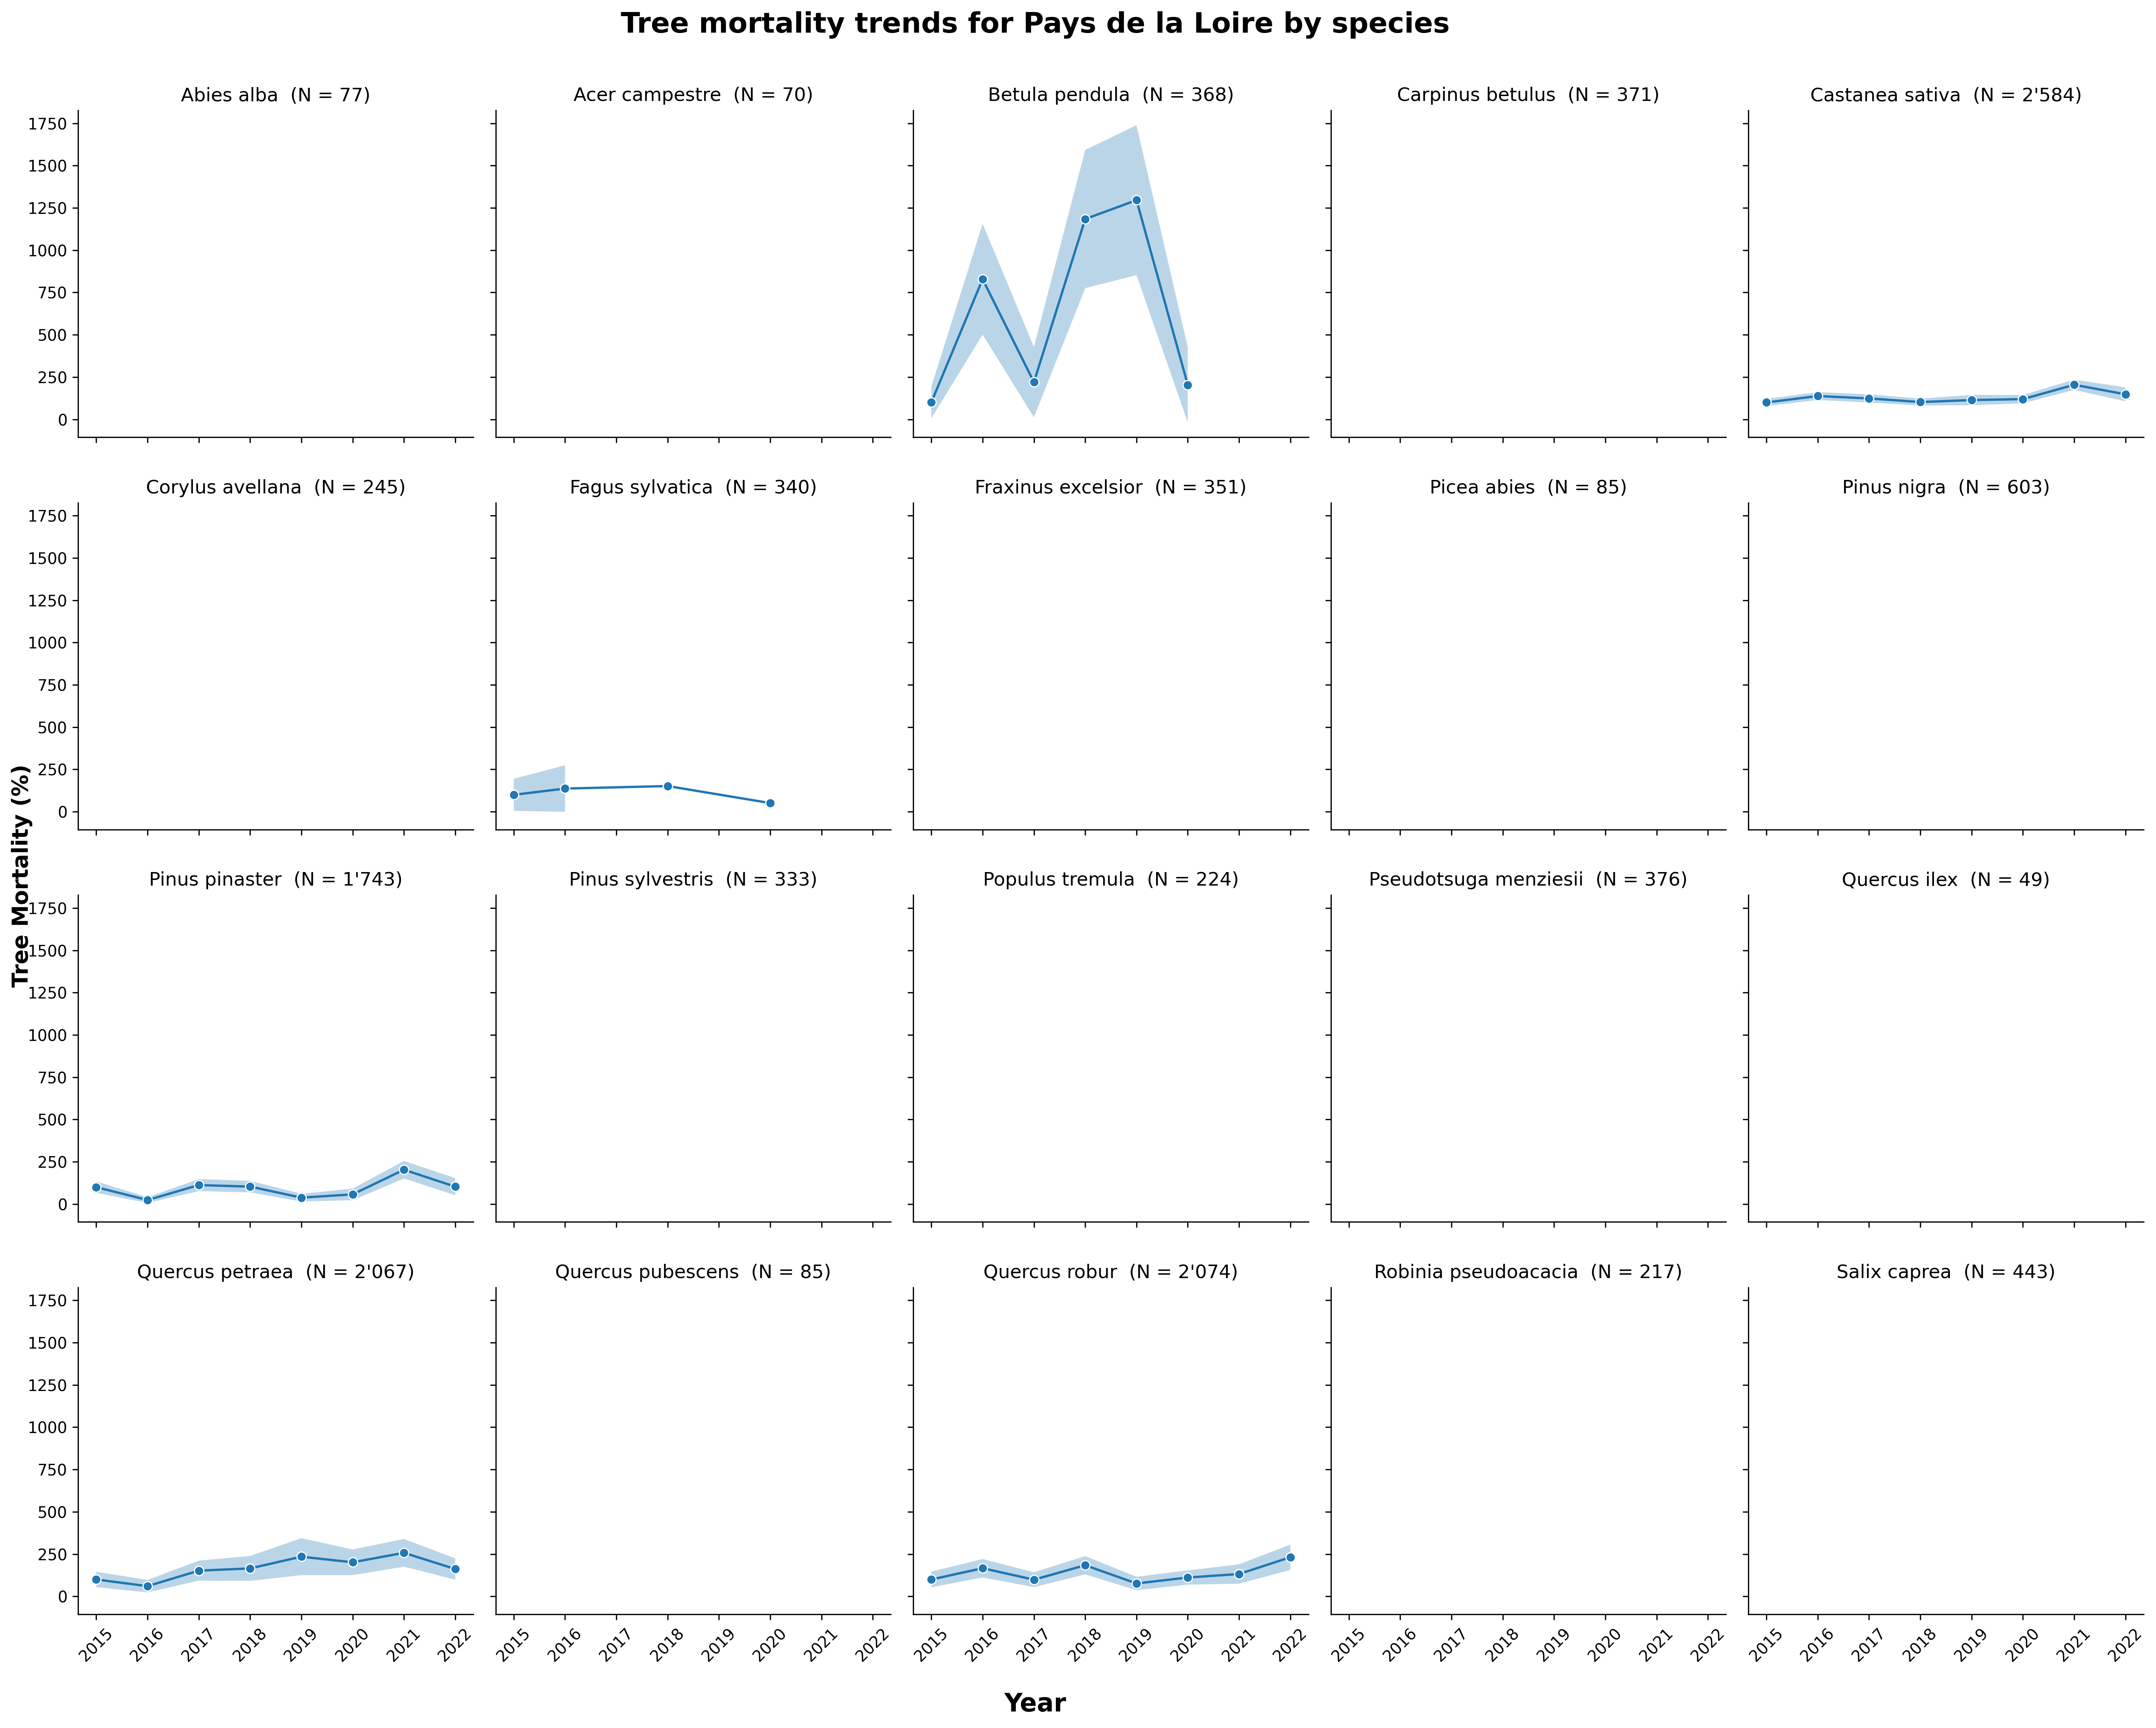 Tree mortality trends for Pays de la Loire by species
Abies alba  (N = 77)
Acer campestre  (N = 70)
Betula pendula  (N = 368)
Carpinus betulus  (N = 371)
Castanea sativa  (N = 2'584)
1750
1500
1250
1000
750
500
250
0
Corylus avellana  (N = 245)
Fagus sylvatica  (N = 340)
Fraxinus excelsior  (N = 351)
Picea abies  (N = 85)
Pinus nigra  (N = 603)
1750
1500
1250
1000
750
500
250
0
Tree Mortality (%)
Pinus pinaster  (N = 1'743)
Pinus sylvestris  (N = 333)
Populus tremula  (N = 224)
Pseudotsuga menziesii  (N = 376)
Quercus ilex  (N = 49)
1750
1500
1250
1000
750
500
250
0
Quercus petraea  (N = 2'067)
Quercus pubescens  (N = 85)
Quercus robur  (N = 2'074)
Robinia pseudoacacia  (N = 217)
Salix caprea  (N = 443)
1750
1500
1250
1000
750
500
250
0
2015 2016 2017 2018 2019 2020 2021 2022
2015 2016 2017 2018 2019 2020 2021 2022
2015 2016 2017 2018 2019 2020 2021 2022
2015 2016 2017 2018 2019 2020 2021 2022
2015 2016 2017 2018 2019 2020 2021 2022
Year